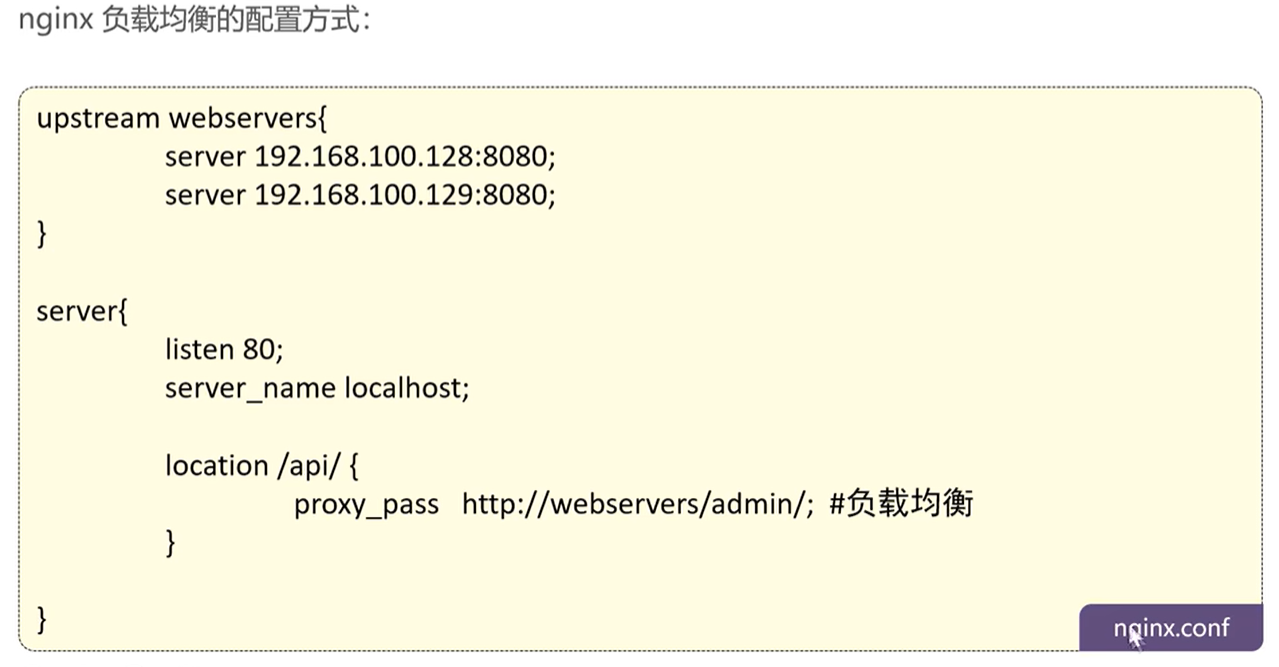 nginx 负载均衡的配置方式：
upstream webservers{
server 192.168.100.128:8080;
server 192.168.100.129:8080;
}
server{
listen 80;
server_name localhost;
location /api/ {
proxy_pass http://webservers/admin/; #负载均衡
}
}
nginx.conf